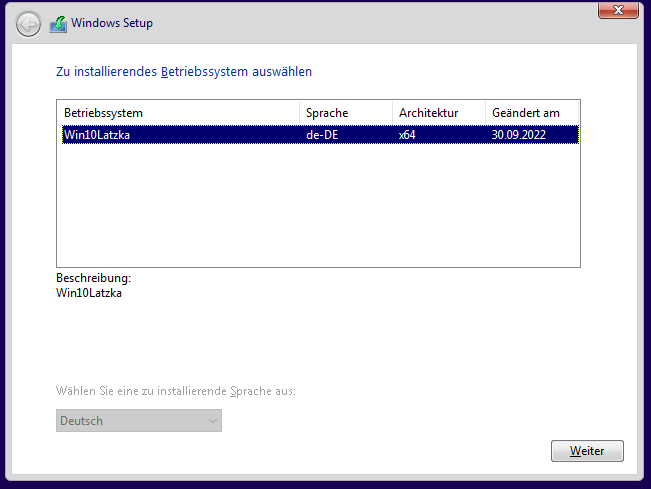 Windows Setup
Zu installierendes Betriebssystem auswählen
Betriebssystem Sprache Architektur Geändert am
Win10Latzka de-DE x64 30.09.2022
Beschreibung:
Win10Latzka
Wählen Sie eine zu installierende Sprache aus:
Deutsch
Weiter